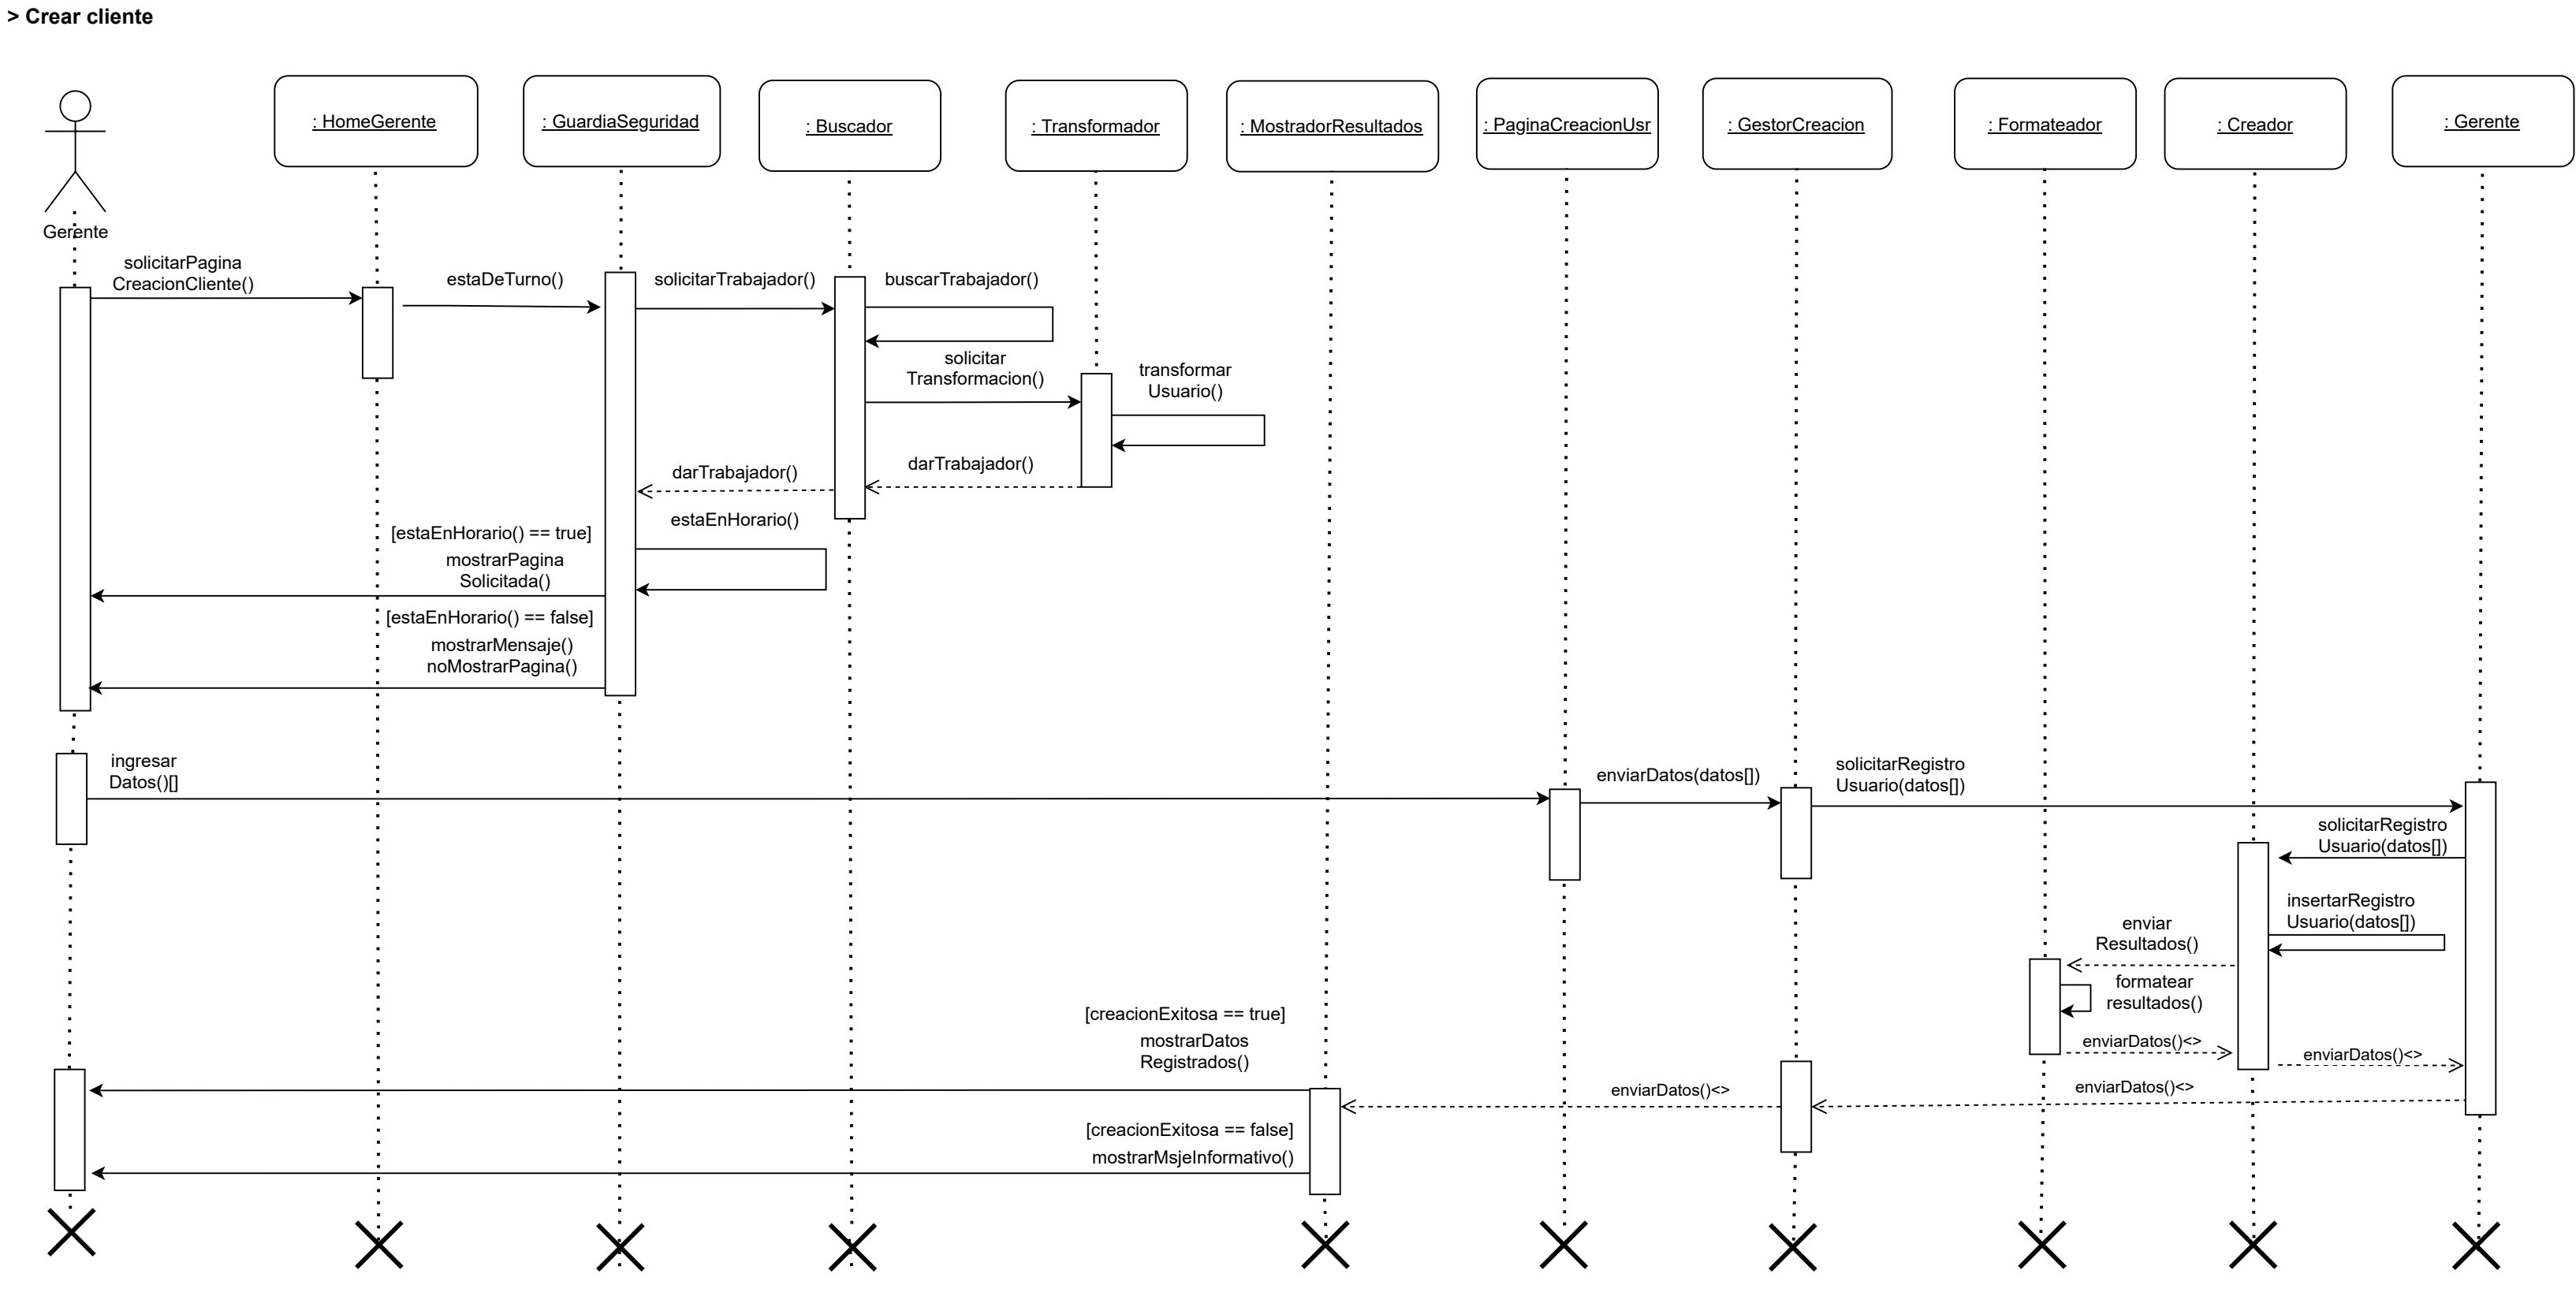 > Crear cliente
: HomeGerente
: GuardiaSeguridad
: Buscador
: Transformador
: MostradorResultados
: PaginaCreacionUsr
: GestorCreacion
: Formateador
: Creador
: Gerente
Gerente
solicitarPagina
CreacionCliente()
estaDeTurno()
solicitarTrabajador()
buscarTrabajador()
solicitar
Transformacion()
transformar
Usuario()
darTrabajador()
darTrabajador()
estaEnHorario()
[estaEnHorario() == true]
mostrarPagina
Solicitada()
[estaEnHorario() == false]
mostrarMensaje()
noMostrarPagina()
ingresar
Datos()[]
enviarDatos(datos[])
solicitarRegistro
Usuario(datos[])
solicitarRegistro
Usuario(datos[])
insertarRegistro
Usuario(datos[])
enviar
Resultados()
formatear
resultados()
enviarDatos()<>
enviarDatos()<>
enviarDatos()<>
enviarDatos()<>
[creacionExitosa == true]
mostrarDatos
Registrados()
[creacionExitosa == false]
mostrarMsjeInformativo()